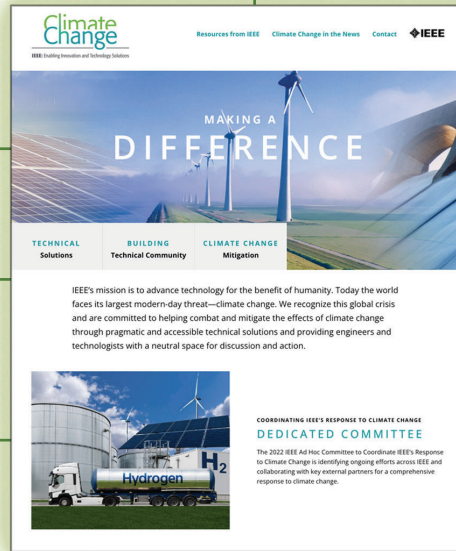 Climate
Change
IEEE: Enabling Innovation and Technology Solutions
Resources from IEEE Climate Change in the News Contact IEEE
MAKING A
DIFFERENCE
TECHNICAL
Solutions
BUILDING
Technical Community
CLIMATE CHANGE
Mitigation
IEEE’s mission is to advance technology for the benefit of humanity. Today the world
faces its largest modern-day threat—climate change. We recognize this global crisis
and are committed to helping combat and mitigate the effects of climate change
through pragmatic and accessible technical solutions and providing engineers and
technologists with a neutral space for discussion and action.
H2
Hydrogen
COORDINATING IEEE’S RESPONSE TO CLIMATE CHANGE
DEDICATED COMMITTEE
The 2022 IEEE Ad Hoc Committee to Coordinate IEEE’s Response
to Climate Change is identifying ongoing efforts across IEEE and
collaborating with key external partners for a comprehensive
response to climate change.